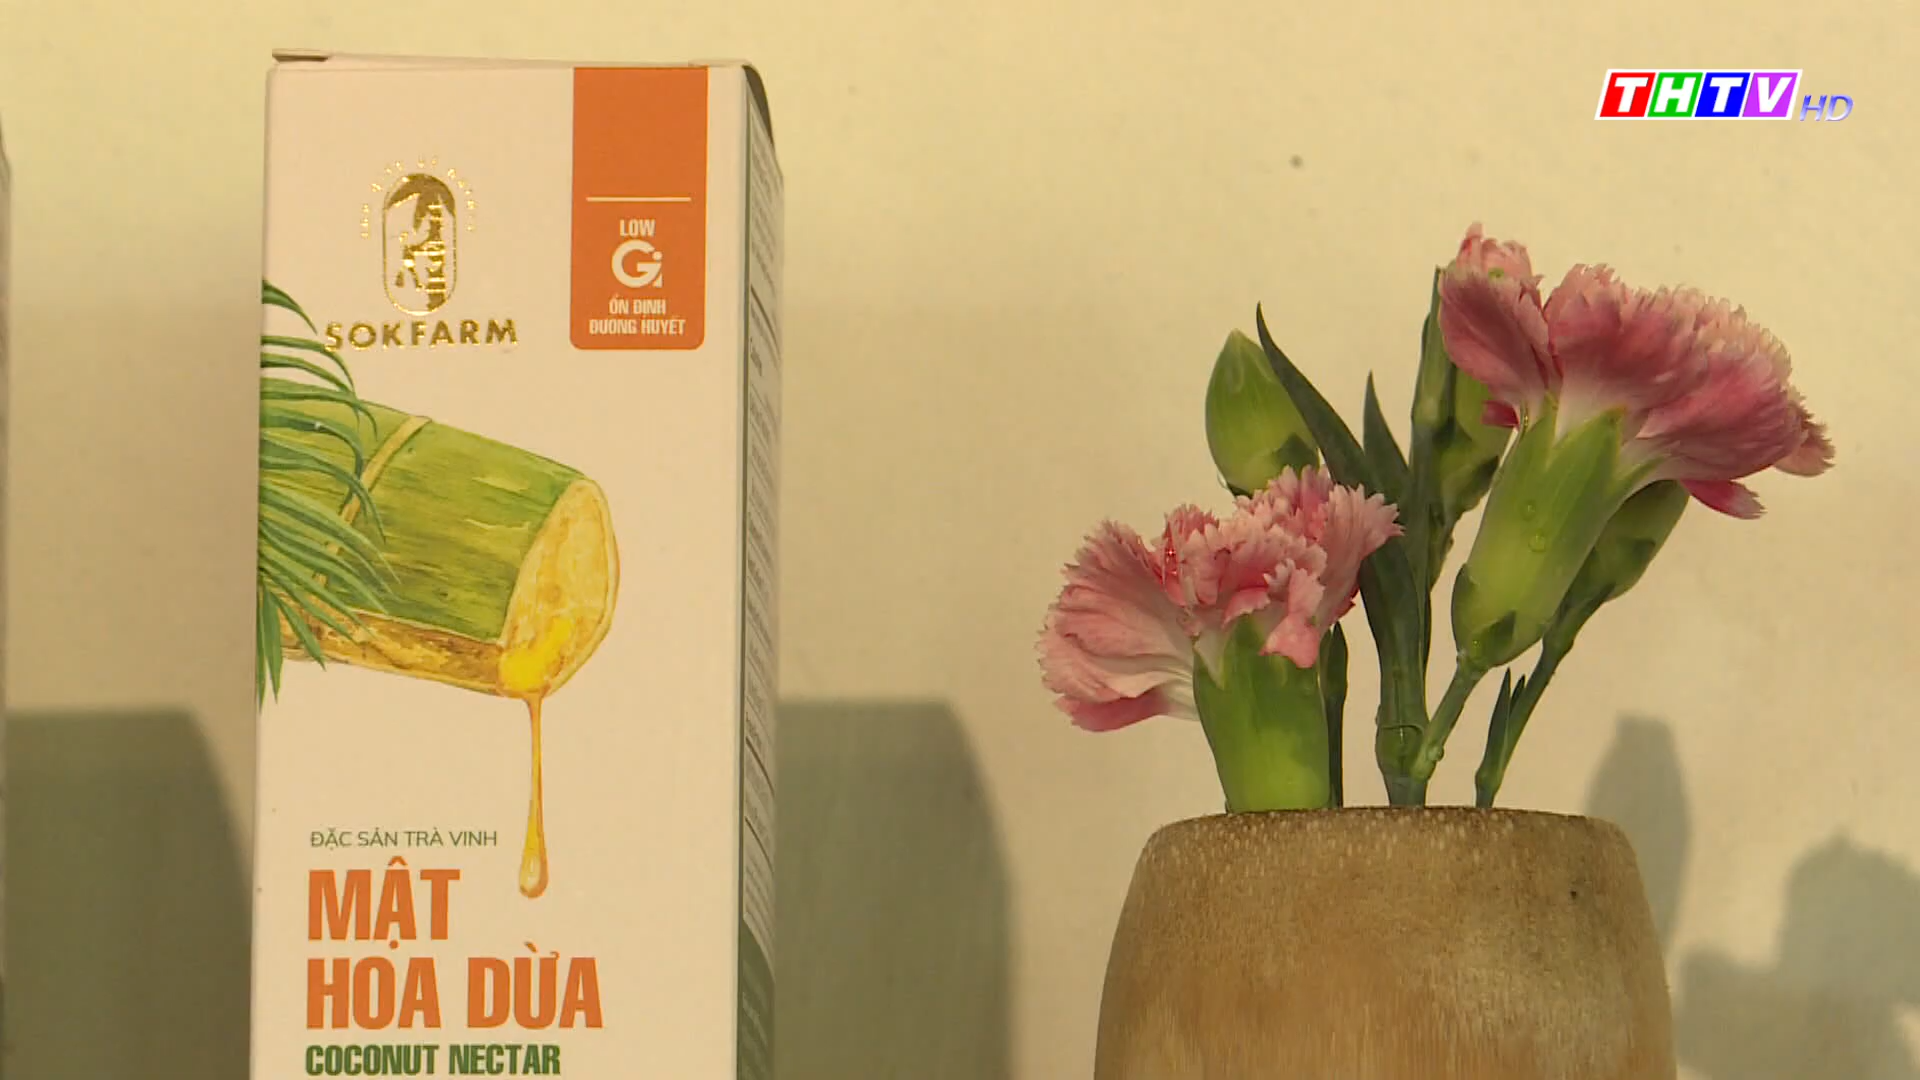 THTV HD
SOKFARM
LOW
GI
ỔN ĐỊNH
ĐƯỜNG HUYẾT
ĐẶC SẢN TRÀ VINH
MẬT
HOA DỪA
COCONUT NECTAR